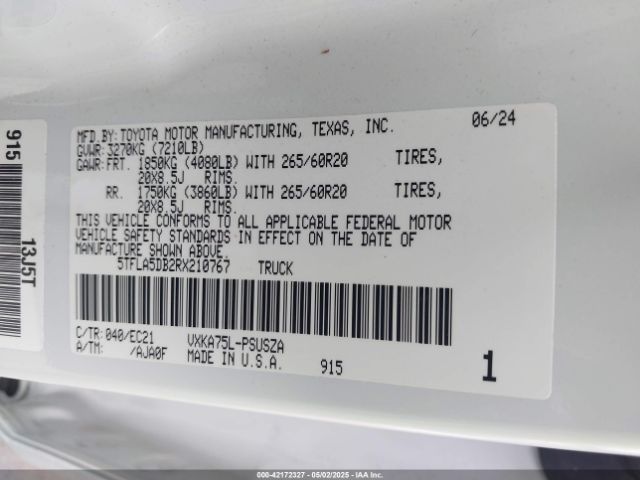 915
13J5T
MFD.BY:TOYOTA MOTOR MANUFACTURING, TEXAS, INC. 06/24
GVWR:3270KG (7210LB)
GAWR:FRT. 1850KG (4080LB) WITH 265/60R20 TIRES,
20X8.5J RIMS.
RR. 1750KG (3860LB) WITH 265/60R20 TIRES,
20X8.5J RIMS.
THIS VEHICLE CONFORMS TO ALL APPLICABLE FEDERAL MOTOR
VEHICLE SAFETY STANDARDS IN EFFECT ON THE DATE OF
MANUFACTURE SHOWN ABOVE.
5TFLA5DB2RX210767 TRUCK
C/TR:040/EC21 VXKA75L-PSUSZA
A/TM: /AJA0F MADE IN U.S.A. 915 1
000-42172327 - 05/02/2025 - IAA Inc.